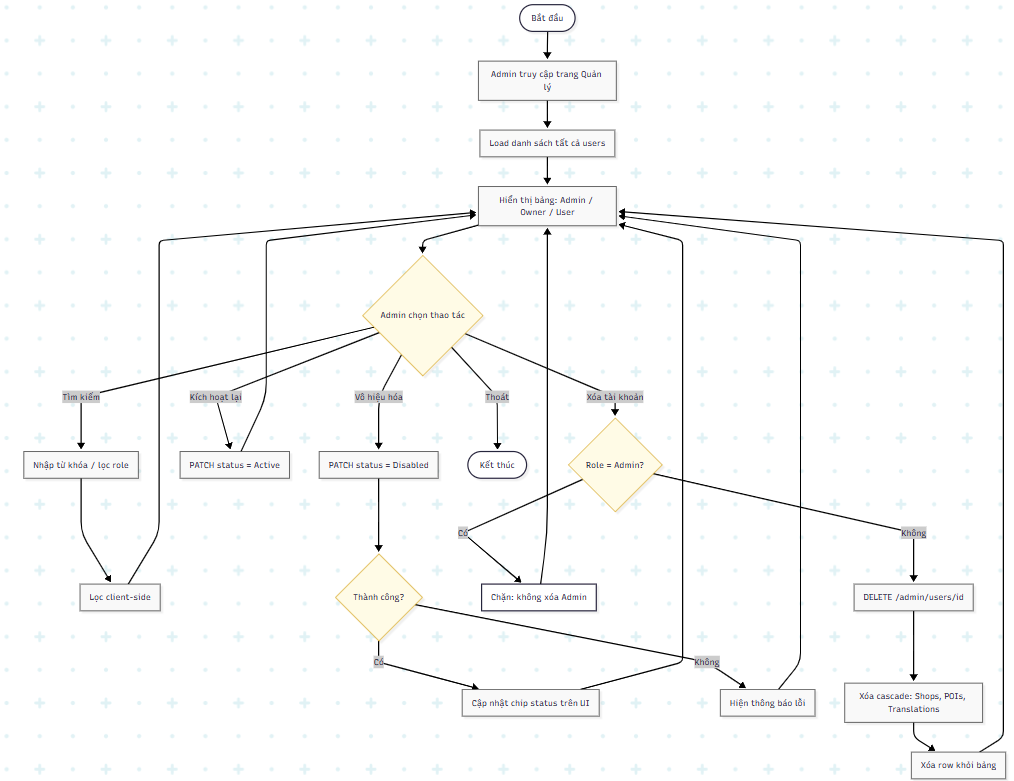 Bắt đầu
Admin truy cập trang Quản
lý
Load danh sách tất cả users
Hiển thị bảng: Admin /
Owner / User
Admin chọn thao tác
Tìm kiếm
Kích hoạt lại
Vô hiệu hóa
Thoát
Xóa tài khoản
Nhập từ khóa / lọc role
PATCH status = Active
PATCH status = Disabled
Kết thúc
Role = Admin?
Có
Không
Lọc client-side
Thành công?
Chặn: không xóa Admin
DELETE /admin/users/id
Có
Không
Cập nhật chip status trên UI
Hiện thông báo lỗi
Xóa cascade: Shops, POIs,
Translations
Xóa row khỏi bảng